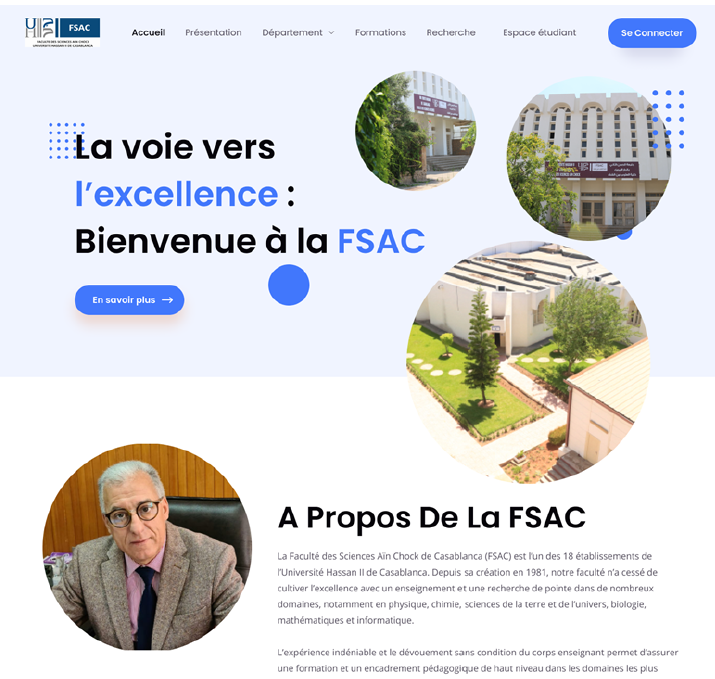 FSAC
FACULTE DES SCIENCES AIN CHOCK
UNIVERSITE HASSAN II DE CASABLANCA
Accueil
Présentation
Département
Formations
Recherche
Espace étudiant
Se Connecter
La voie vers
l’excellence :
Bienvenue à la FSAC
En savoir plus
A Propos De La FSAC
La Faculté des Sciences Aïn Chock de Casablanca (FSAC) est l’un des 18 établissements de
l’Université Hassan II de Casablanca. Depuis sa création en 1981, notre faculté n’a cessé de
cultiver l’excellence avec un enseignement et une recherche de pointe dans de nombreux
domaines, notamment en physique, chimie, sciences de la terre et de l’univers, biologie,
mathématiques et informatique.
L’expérience indéniable et le dévouement sans condition du corps enseignant permet d’assurer
une formation et un encadrement pédagogique de haut niveau dans les domaines les plus